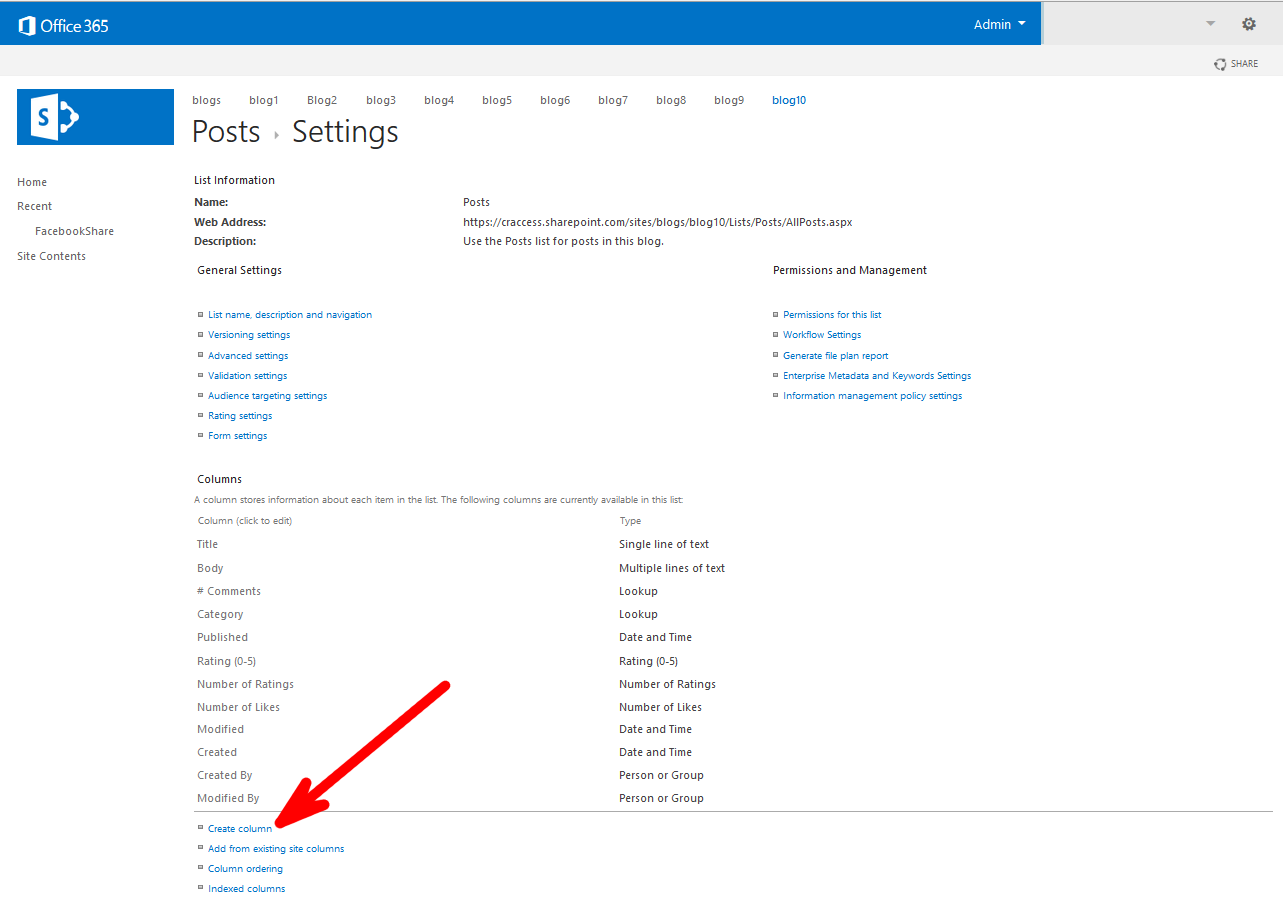 Office 365
Admin
SHARE
S
blogs blog1 Blog2 blog3 blog4 blog5 blog6 blog7 blog8 blog9 blog10
Posts Settings
Home
Recent
FacebookShare
Site Contents
List Information
Name: Posts
Web Address: https://craccess.sharepoint.com/sites/blogs/blog10/Lists/Posts/AllPosts.aspx
Description: Use the Posts list for posts in this blog.
General Settings
List name, description and navigation
Versioning settings
Advanced settings
Validation settings
Audience targeting settings
Rating settings
Form settings
Permissions and Management
Permissions for this list
Workflow Settings
Generate file plan report
Enterprise Metadata and Keywords Settings
Information management policy settings
Columns
A column stores information about each item in the list. The following columns are currently available in this list:
Column (click to edit) Type
Title Single line of text
Body Multiple lines of text
# Comments Lookup
Category Lookup
Published Date and Time
Rating (0-5) Rating (0-5)
Number of Ratings Number of Ratings
Number of Likes Number of Likes
Modified Date and Time
Created Date and Time
Created By Person or Group
Modified By Person or Group
Create column
Add from existing site columns
Column ordering
Indexed columns